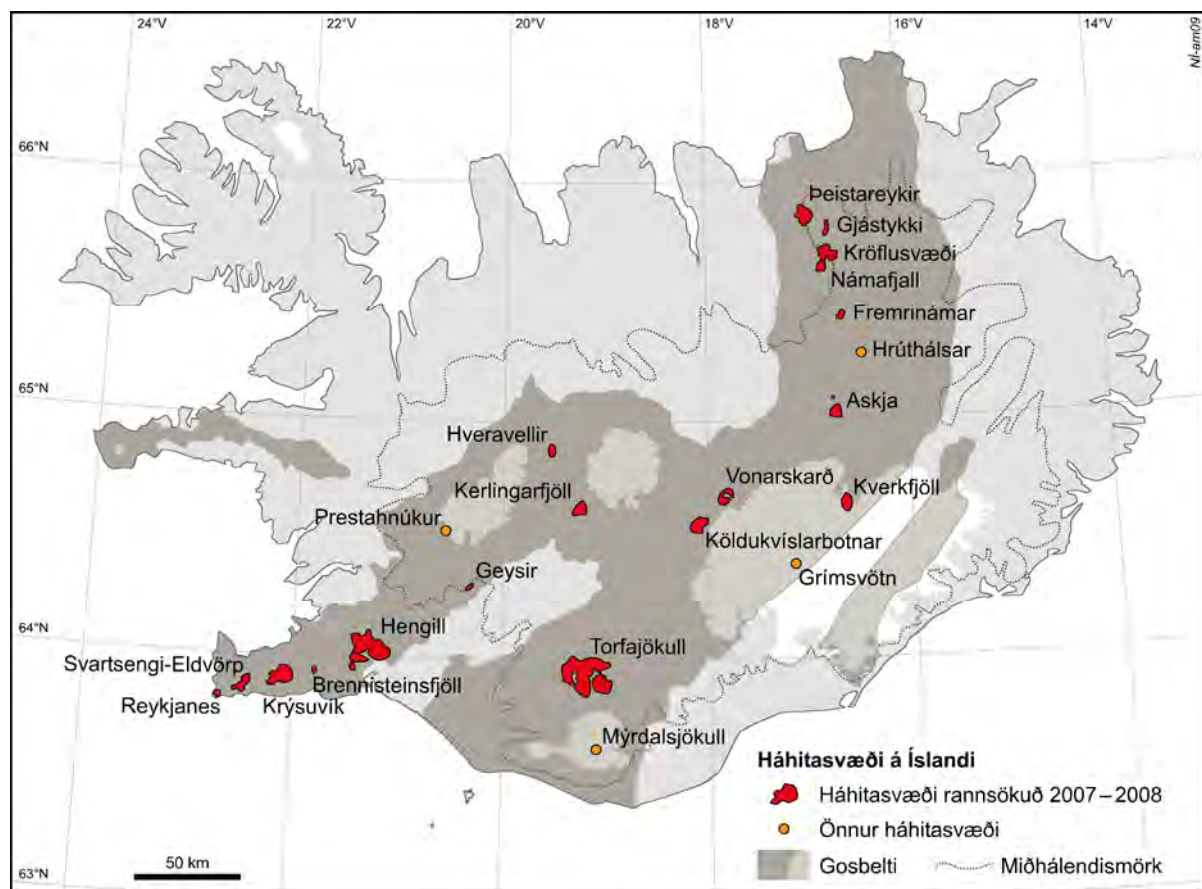 24°V
22°V
20°V
18°V
16°V
NÍ-am09
66°N
65°N
64°N
63°N
Þeistareykir
Gjástykki
Kröflusvæði
Námafjall
Fremrinámar
Hrúthálsar
Askja
Hveravellir
Vonarskarð
Kverkfjöll
Kerlingarfjöll
Prestahnúkur
Köldukvíslarbotnar
Geysir
Grímsvötn
Hengill
Torfajökull
Svartsengi-Eldvörp
Brennisteinsfjöll
Reykjanes
Krýsuvík
Mýrdalsjökull
Háhitasvæði á Íslandi
Háhitasvæði rannsökuð 2007–2008
Önnur háhitasvæði
Gosbelti
Miðhálendismörk
50 km